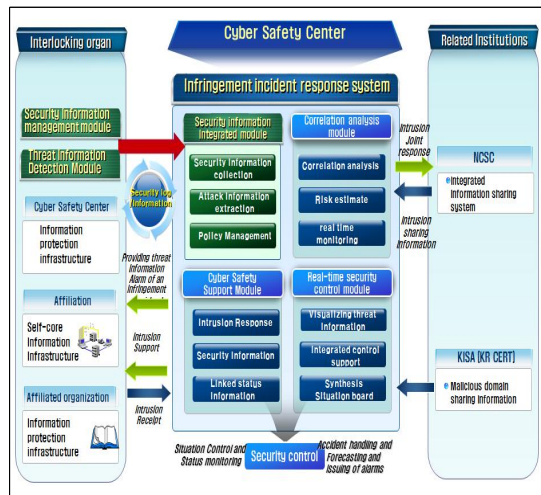 Interlocking organ
Cyber Safety Center
Related Institutions
Infringement incident response system
Security Information
management module
Threat Information
Detection Module
Security log
Information
Cyber Safety Center
Information
protection
infrastructure
Providing threat
Information
Alarm of an
Infringement
Affiliation
Self-core
Information
Infrastructure
Intrusion
Support
Affiliated organization
Information
protection
infrastructure
Intrusion
Receipt
Security information
Integrated module
Security Information
collection
Attack Information
extraction
Policy Management
Correlation analysis
module
Correlation analysis
Risk estimate
real time
monitoring
Cyber Safety
Support Module
Intrusion Response
Security Information
Linked status
Information
Real-time security
control module
Visualizing threat
Information
Integrated control
support
Synthesis
Situation board
Intrusion
Joint
response
Intrusion
sharing
Information
NCSC
Integrated
Information sharing
system
KISA (KR CERT)
Malicious domain
sharing information
Situation Control and
Status monitoring
Security control
Accident handling and
Forecasting and
Issuing of alarms